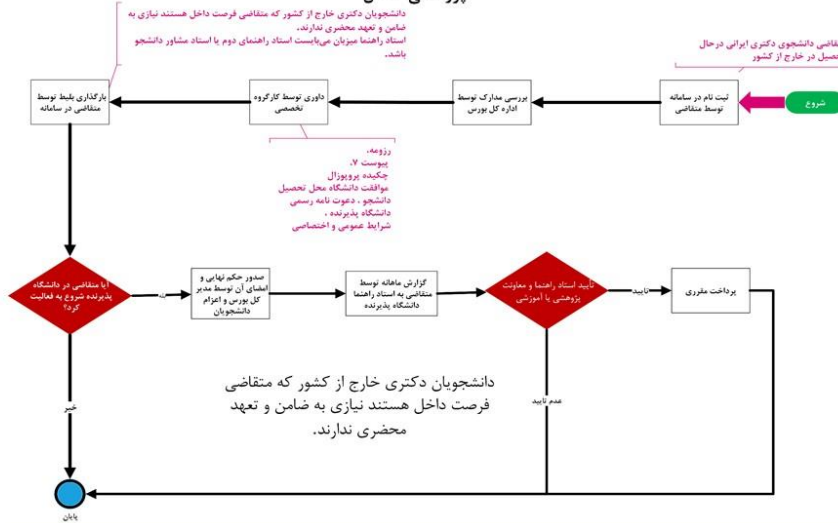 دانشجویان دکتری خارج از کشور که متقاضی فرصت داخل هستند نیازی به
ضامن و تعهد محضری ندارند.
استاد راهنما میزبان می‌بایست استاد راهنمای دوم یا استاد مشاور دانشجو
باشد.
دانشجوی دکتری ایرانی درحال
در خارج از کشور
شروع
ثبت نام در سامانه
توسط متقاضی
بررسی مدارک توسط
اداره کل بورس
داوری توسط کارگروه
تخصصی
بارگذاری بلیط توسط
متقاضی در سامانه
رزومه،
پیوست ۷،
چکیده پروپوزال
موافقت دانشگاه محل تحصیل
دانشجو ، دعوت نامه رسمی
دانشگاه پذیرنده ،
شرایط عمومی و اختصاصی
آیا متقاضی در دانشگاه
پذیرنده شروع به فعالیت
کرد؟
بله
صدور حکم نهایی و
امضای آن توسط مدیر
کل بورس و اعزام
دانشجویان
گزارش ماهانه توسط
متقاضی به استاد راهنما
دانشگاه پذیرنده
تأیید استاد راهنما و معاونت
پژوهشی یا آموزشی
تایید
پرداخت مقرری
دانشجویان دکتری خارج از کشور که متقاضی
فرصت داخل هستند نیازی به ضامن و تعهد
محضری ندارند.
عدم تایید
خیر
پایان